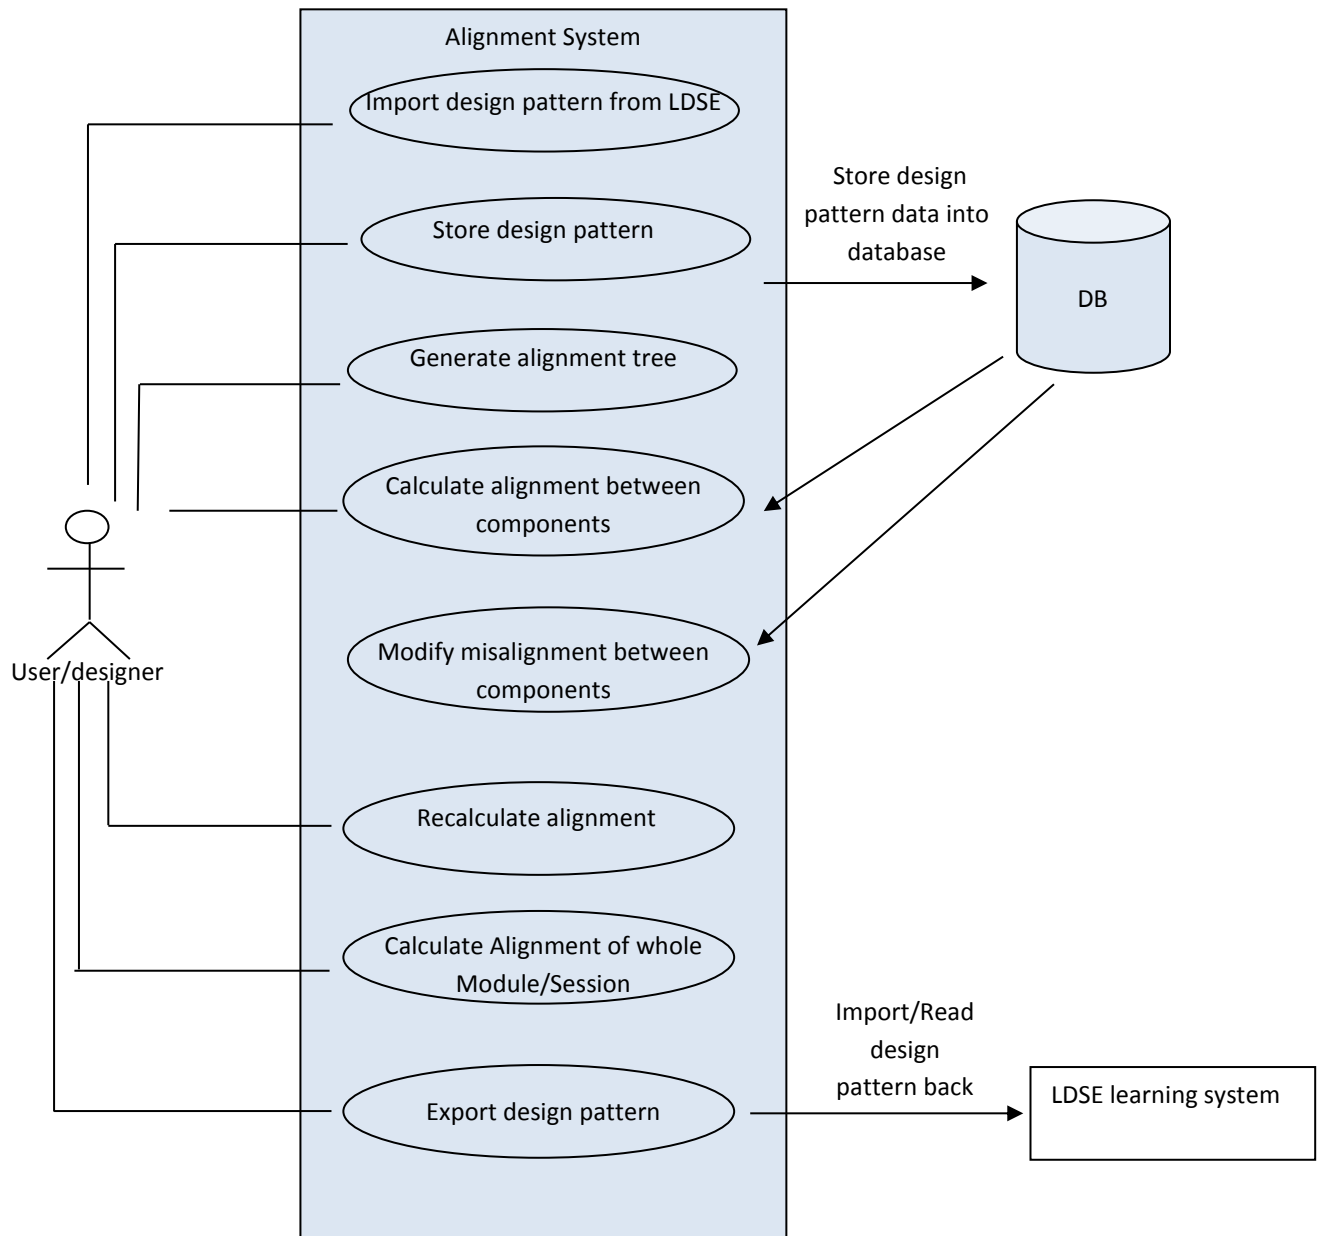 Alignment System
Import design pattern from LDSE
Store design pattern
Store design
pattern data into
database
DB
Generate alignment tree
Calculate alignment between
components
Modify misalignment between
components
User/designer
Recalculate alignment
Calculate Alignment of whole
Module/Session
Import/Read
design
pattern back
Export design pattern
LDSE learning system